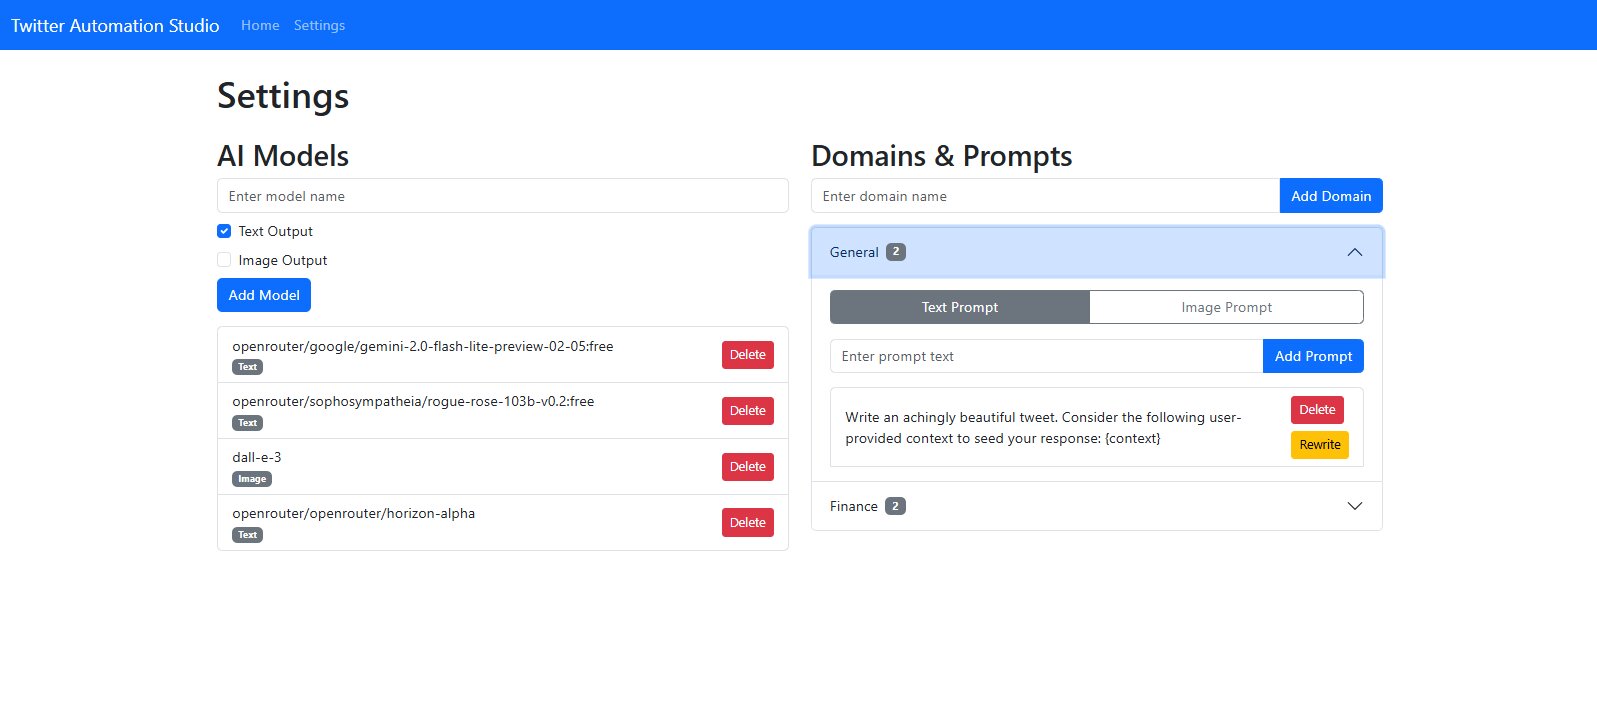 Twitter Automation Studio Home Settings
Settings
AI Models
Enter model name
Text Output
Image Output
Add Model
openrouter/google/gemini-2.0-flash-lite-preview-02-05:free
Text
Delete
openrouter/sophosympatheia/rogue-rose-103b-v0.2:free
Text
Delete
dall-e-3
Image
Delete
openrouter/openrouter/horizon-alpha
Text
Delete
Domains & Prompts
Enter domain name Add Domain
General 2
Text Prompt Image Prompt
Enter prompt text Add Prompt
Write an achingly beautiful tweet. Consider the following user-
provided context to seed your response: {context}
Delete
Rewrite
Finance 2